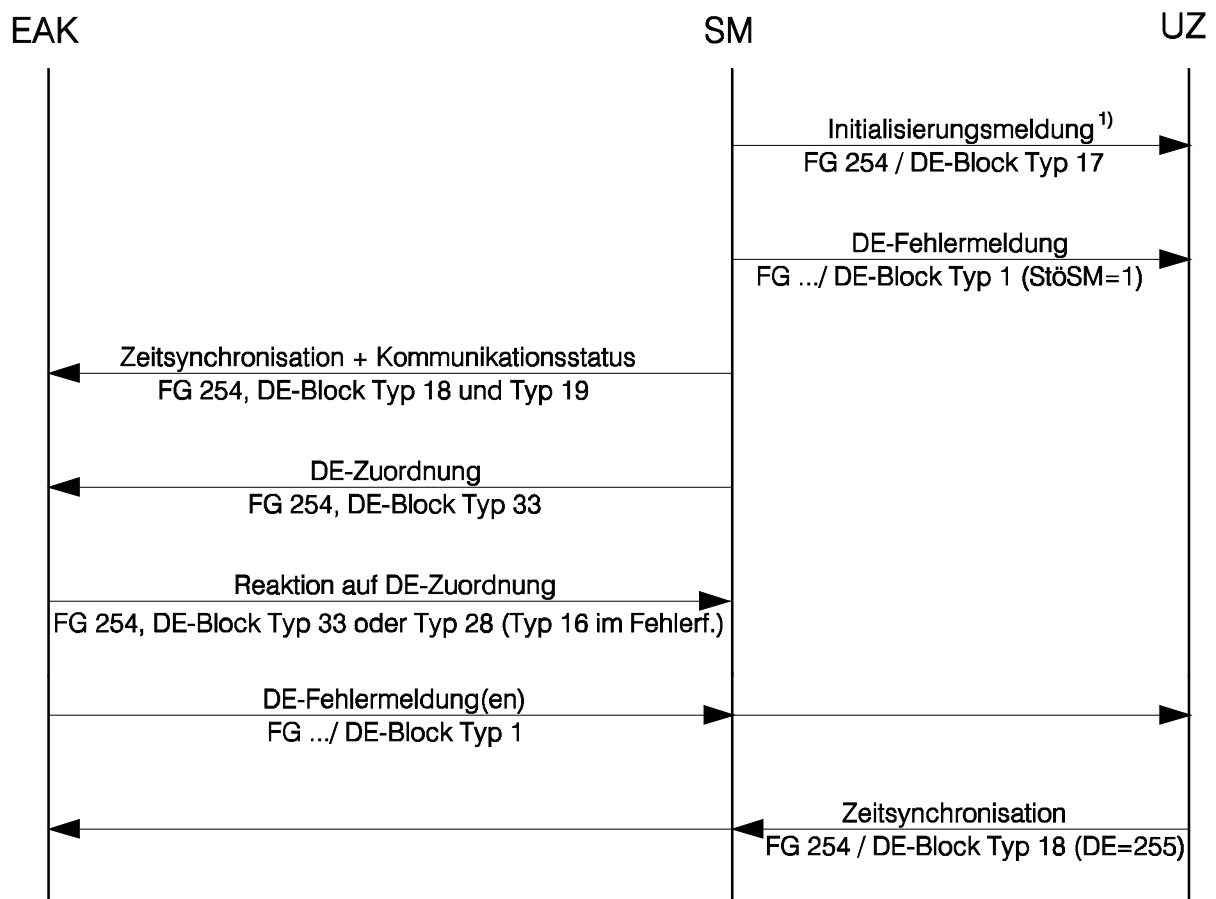 EAK SM UZ
Initialisierungsmeldung 1)
FG 254 / DE-Block Typ 17
DE-Fehlermeldung
FG .../ DE-Block Typ 1 (StöSM=1)
Zeitsynchronisation + Kommunikationsstatus
FG 254, DE-Block Typ 18 und Typ 19
DE-Zuordnung
FG 254, DE-Block Typ 33
Reaktion auf DE-Zuordnung
FG 254, DE-Block Typ 33 oder Typ 28 (Typ 16 im Fehlerf.)
DE-Fehlermeldung(en)
FG .../ DE-Block Typ 1
Zeitsynchronisation
FG 254 / DE-Block Typ 18 (DE=255)